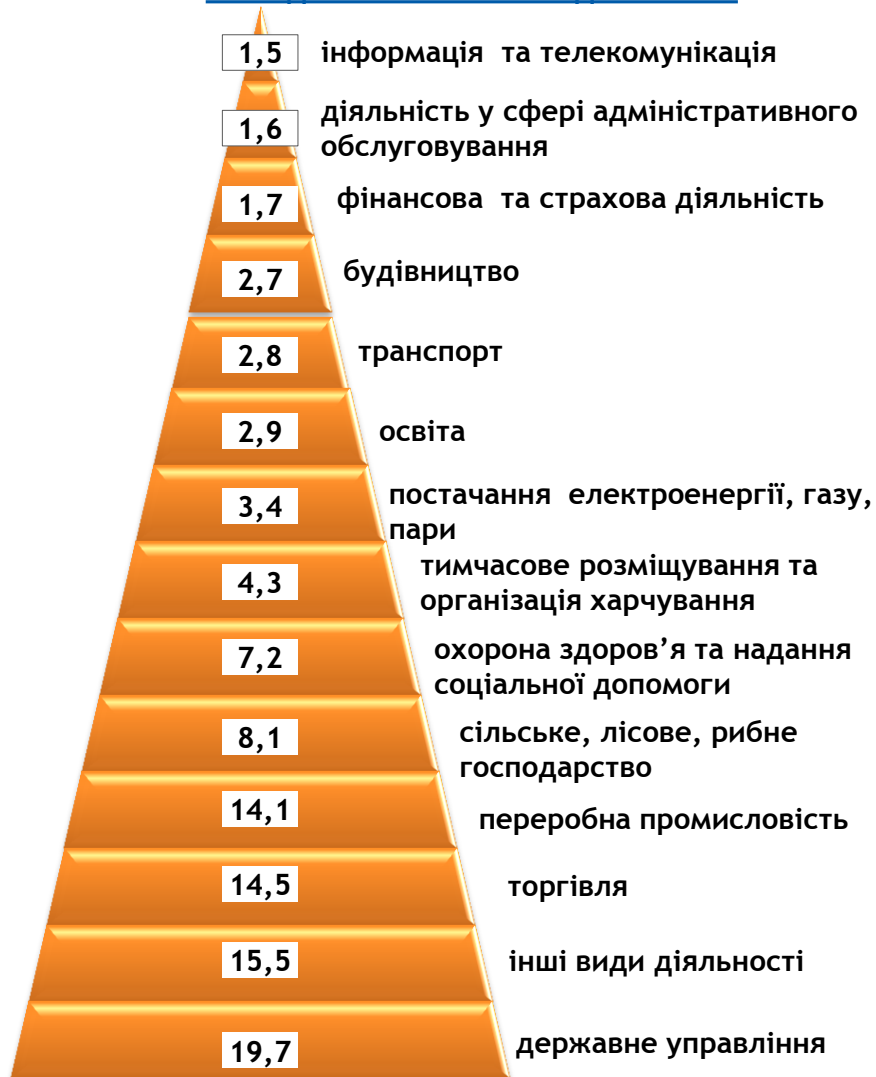 1,5 інформація та телекомунікація
1,6 діяльність у сфері адміністративного
обслуговування
1,7 фінансова та страхова діяльність
2,7 будівництво
2,8 транспорт
2,9 освіта
3,4 постачання електроенергії, газу,
пари
4,3 тимчасове розміщування та
організація харчування
7,2 охорона здоров’я та надання
соціальної допомоги
8,1 сільське, лісове, рибне
господарство
14,1 переробна промисловість
14,5 торгівля
15,5 інші види діяльності
19,7 державне управління